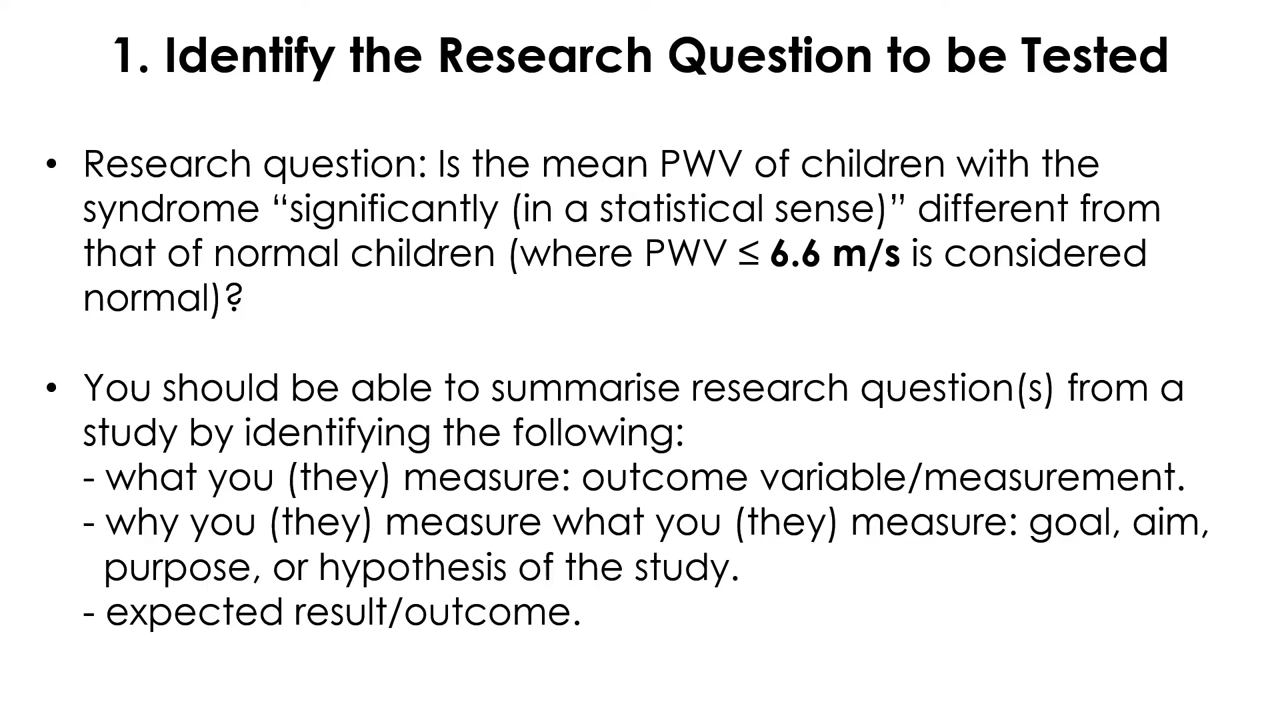 1. Identify the Research Question to be Tested
• Research question: Is the mean PWV of children with the
syndrome “significantly (in a statistical sense)” different from
that of normal children (where PWV ≤ 6.6 m/s is considered
normal)?
• You should be able to summarise research question(s) from a
study by identifying the following:
- what you (they) measure: outcome variable/measurement.
- why you (they) measure what you (they) measure: goal, aim,
purpose, or hypothesis of the study.
- expected result/outcome.